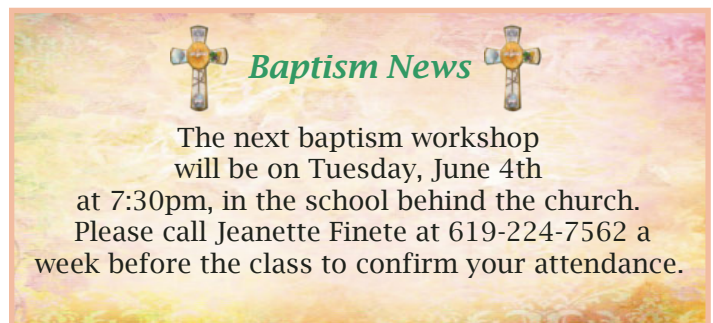 Baptism News
The next baptism workshop
will be on Tuesday, June 4th
at 7:30pm, in the school behind the church.
Please call Jeanette Finete at 619-224-7562 a
week before the class to confirm your attendance.